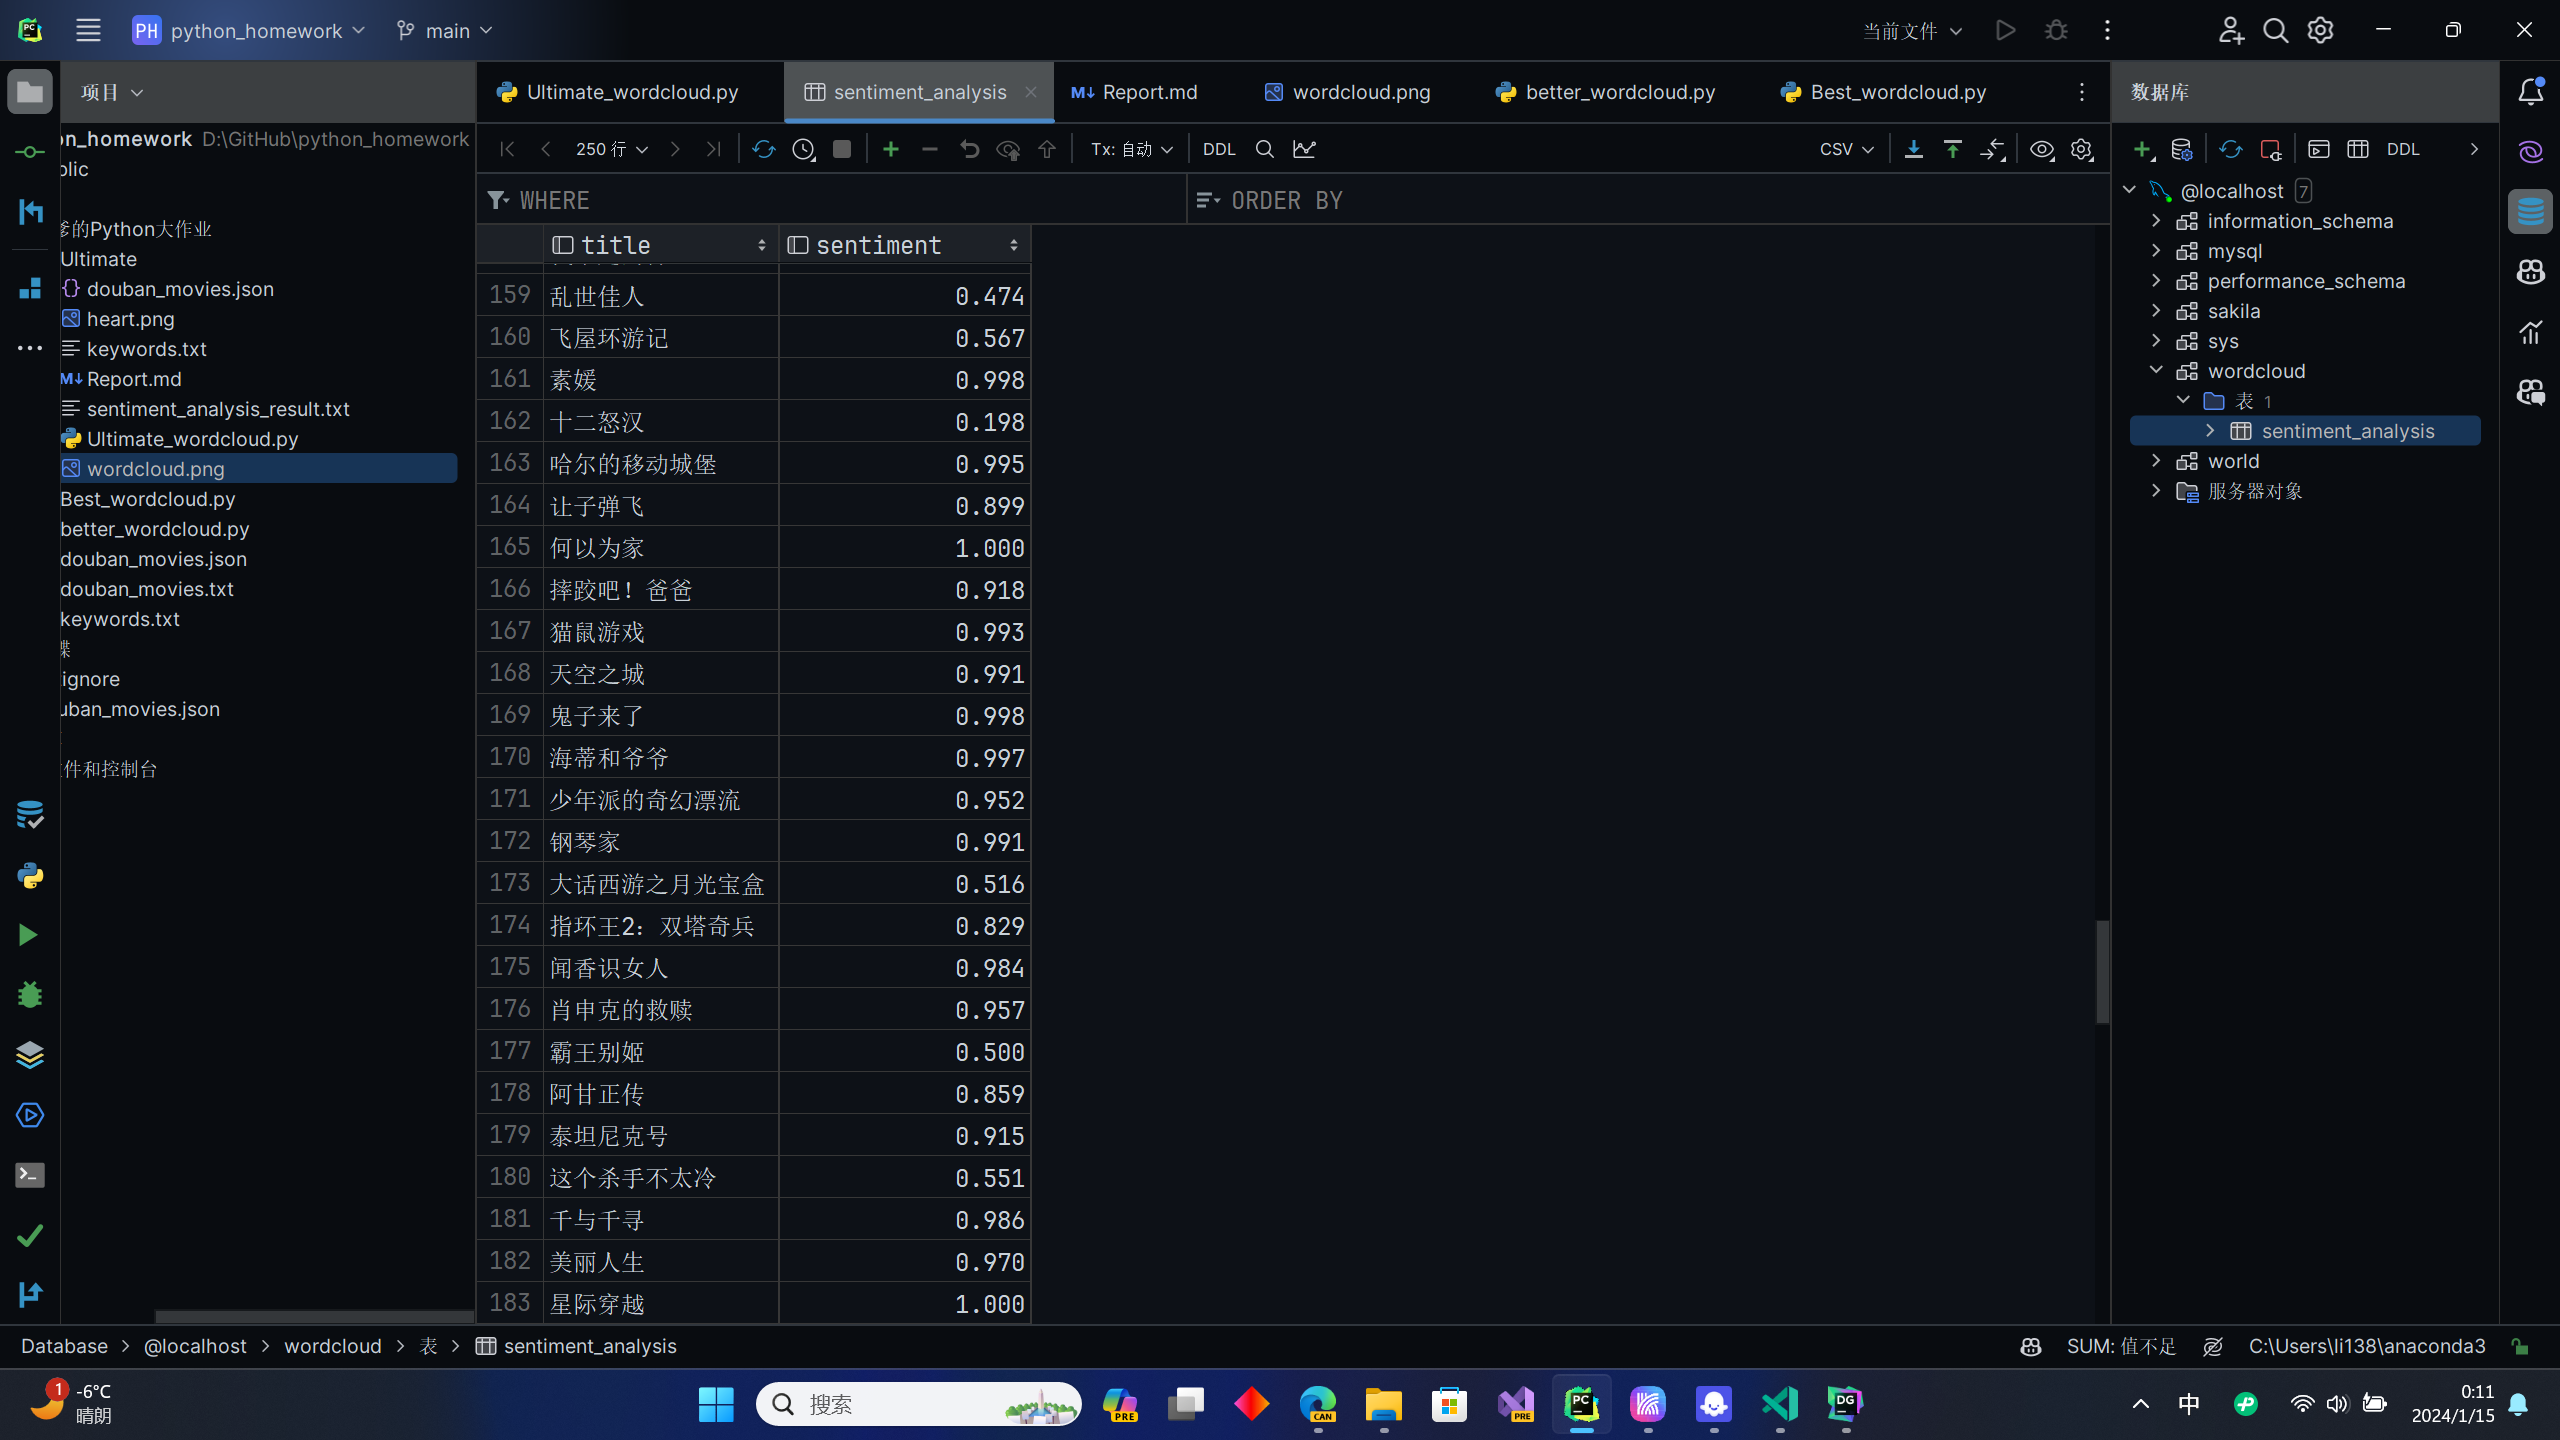 PH python_homework main 当前文件
项目
on_homework D:\GitHub\python_homework
爹的Python大作业
Ultimate
douban_movies.json
heart.png
keywords.txt
Report.md
sentiment_analysis_result.txt
Ultimate_wordcloud.py
wordcloud.png
Best_wordcloud.py
better_wordcloud.py
douban_movies.json
douban_movies.txt
keywords.txt
ignore
uban_movies.json
件和控制台
Ultimate_wordcloud.py sentiment_analysis Report.md wordcloud.png better_wordcloud.py Best_wordcloud.py
250 行 Tx: 自动 DDL CSV
WHERE ORDER BY
title sentiment
159 乱世佳人 0.474
160 飞屋环游记 0.567
161 素媛 0.998
162 十二怒汉 0.198
163 哈尔的移动城堡 0.995
164 让子弹飞 0.899
165 何以为家 1.000
166 摔跤吧！爸爸 0.918
167 猫鼠游戏 0.993
168 天空之城 0.991
169 鬼子来了 0.998
170 海蒂和爷爷 0.997
171 少年派的奇幻漂流 0.952
172 钢琴家 0.991
173 大话西游之月光宝盒 0.516
174 指环王2：双塔奇兵 0.829
175 闻香识女人 0.984
176 肖申克的救赎 0.957
177 霸王别姬 0.500
178 阿甘正传 0.859
179 泰坦尼克号 0.915
180 这个杀手不太冷 0.551
181 千与千寻 0.986
182 美丽人生 0.970
183 星际穿越 1.000
数据库
DDL
@localhost 7
information_schema
mysql
performance_schema
sakila
sys
wordcloud
表 1
sentiment_analysis
world
服务器对象
Database @localhost wordcloud 表 sentiment_analysis SUM: 值不足 C:\Users\li138\anaconda3
1 -6°C
晴朗
搜索
PRE CAN PRE PC DG
中
0:11
2024/1/15